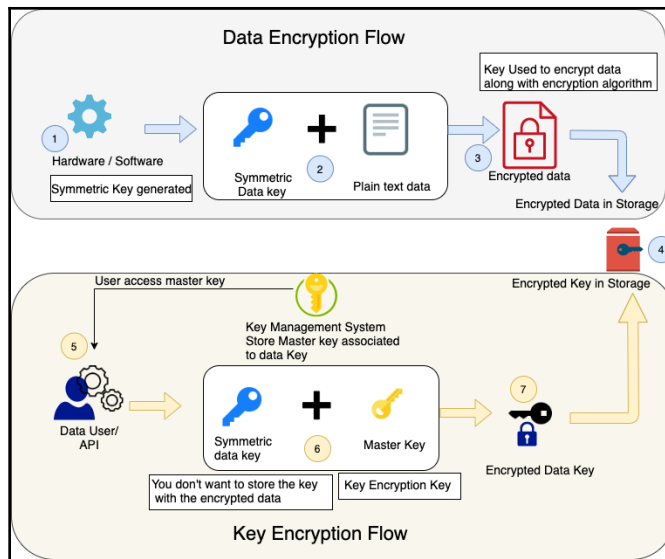 Data Encryption Flow
Key Used to encrypt data
along with encryption algorithm
1
Hardware / Software
Symmetric Key generated
Symmetric
Data key
2
Plain text data
3
Encrypted data
Encrypted Data in Storage
4
Encrypted Key in Storage
User access master key
Key Management System
Store Master key associated
to data Key
5
Data User/
API
Symmetric
data key
6
Master Key
7
Encrypted Data Key
You don't want to store the key
with the encrypted data
Key Encryption Key
Key Encryption Flow